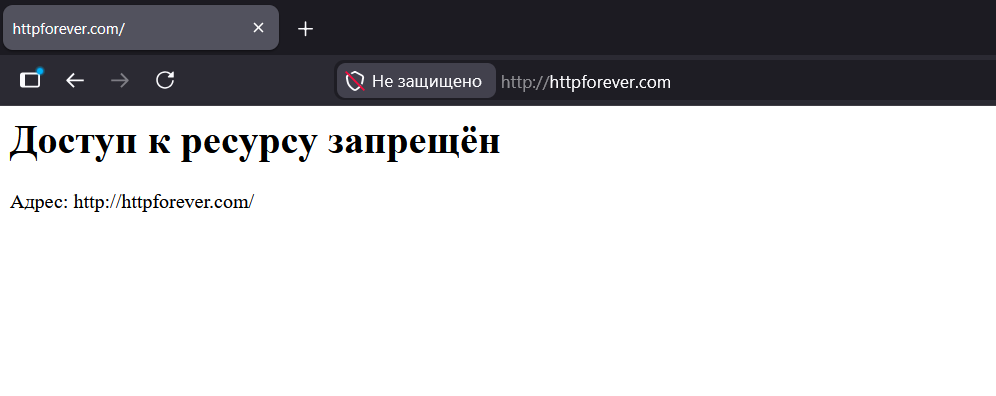 httpforever.com/
Не защищено http://httpforever.com
Доступ к ресурсу запрещён
Адрес: http://httpforever.com/